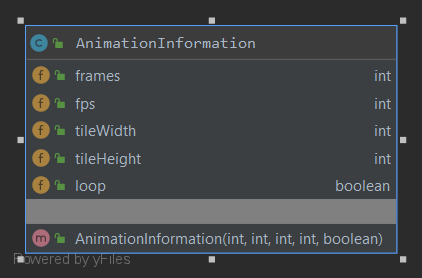 C AnimationInformation
f frames int
f fps int
f tileWidth int
f tileHeight int
f loop boolean
m AnimationInformation(int, int, int, int, boolean)
Powered by yFiles